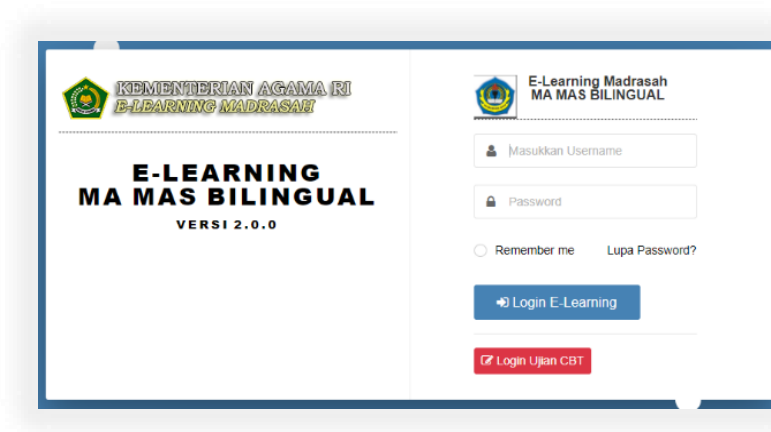 KEMENTERIAN AGAMA RI
E-LEARNING MADRASAH
E-LEARNING
MA MAS BILINGUAL
VERSI 2.0.0
E-Learning Madrasah
MA MAS BILINGUAL
Masukkan Username
Password
Remember me Lupa Password?
Login E-Learning
Login Ujian CBT